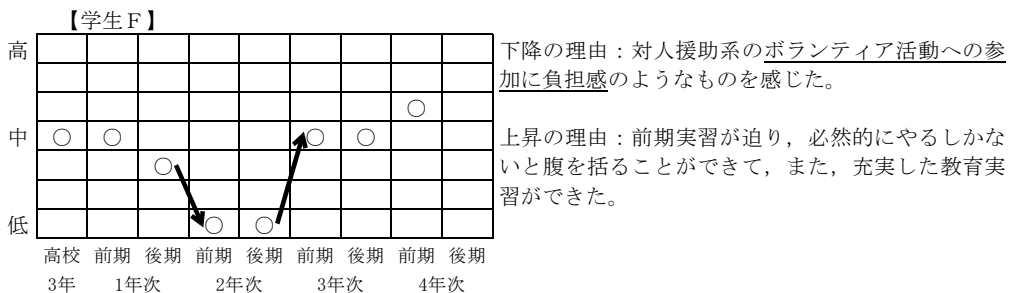 【学生F】
高
中
低
高校 前期 後期 前期 後期 前期 後期 前期 後期
3年 1年次 2年次 3年次 4年次
下降の理由：対人援助系のボランティア活動への参
加に負担感のようなものを感じた。
上昇の理由：前期実習が迫り，必然的にやるしかな
いと腹を括ることができて，また，充実した教育実
習ができた。